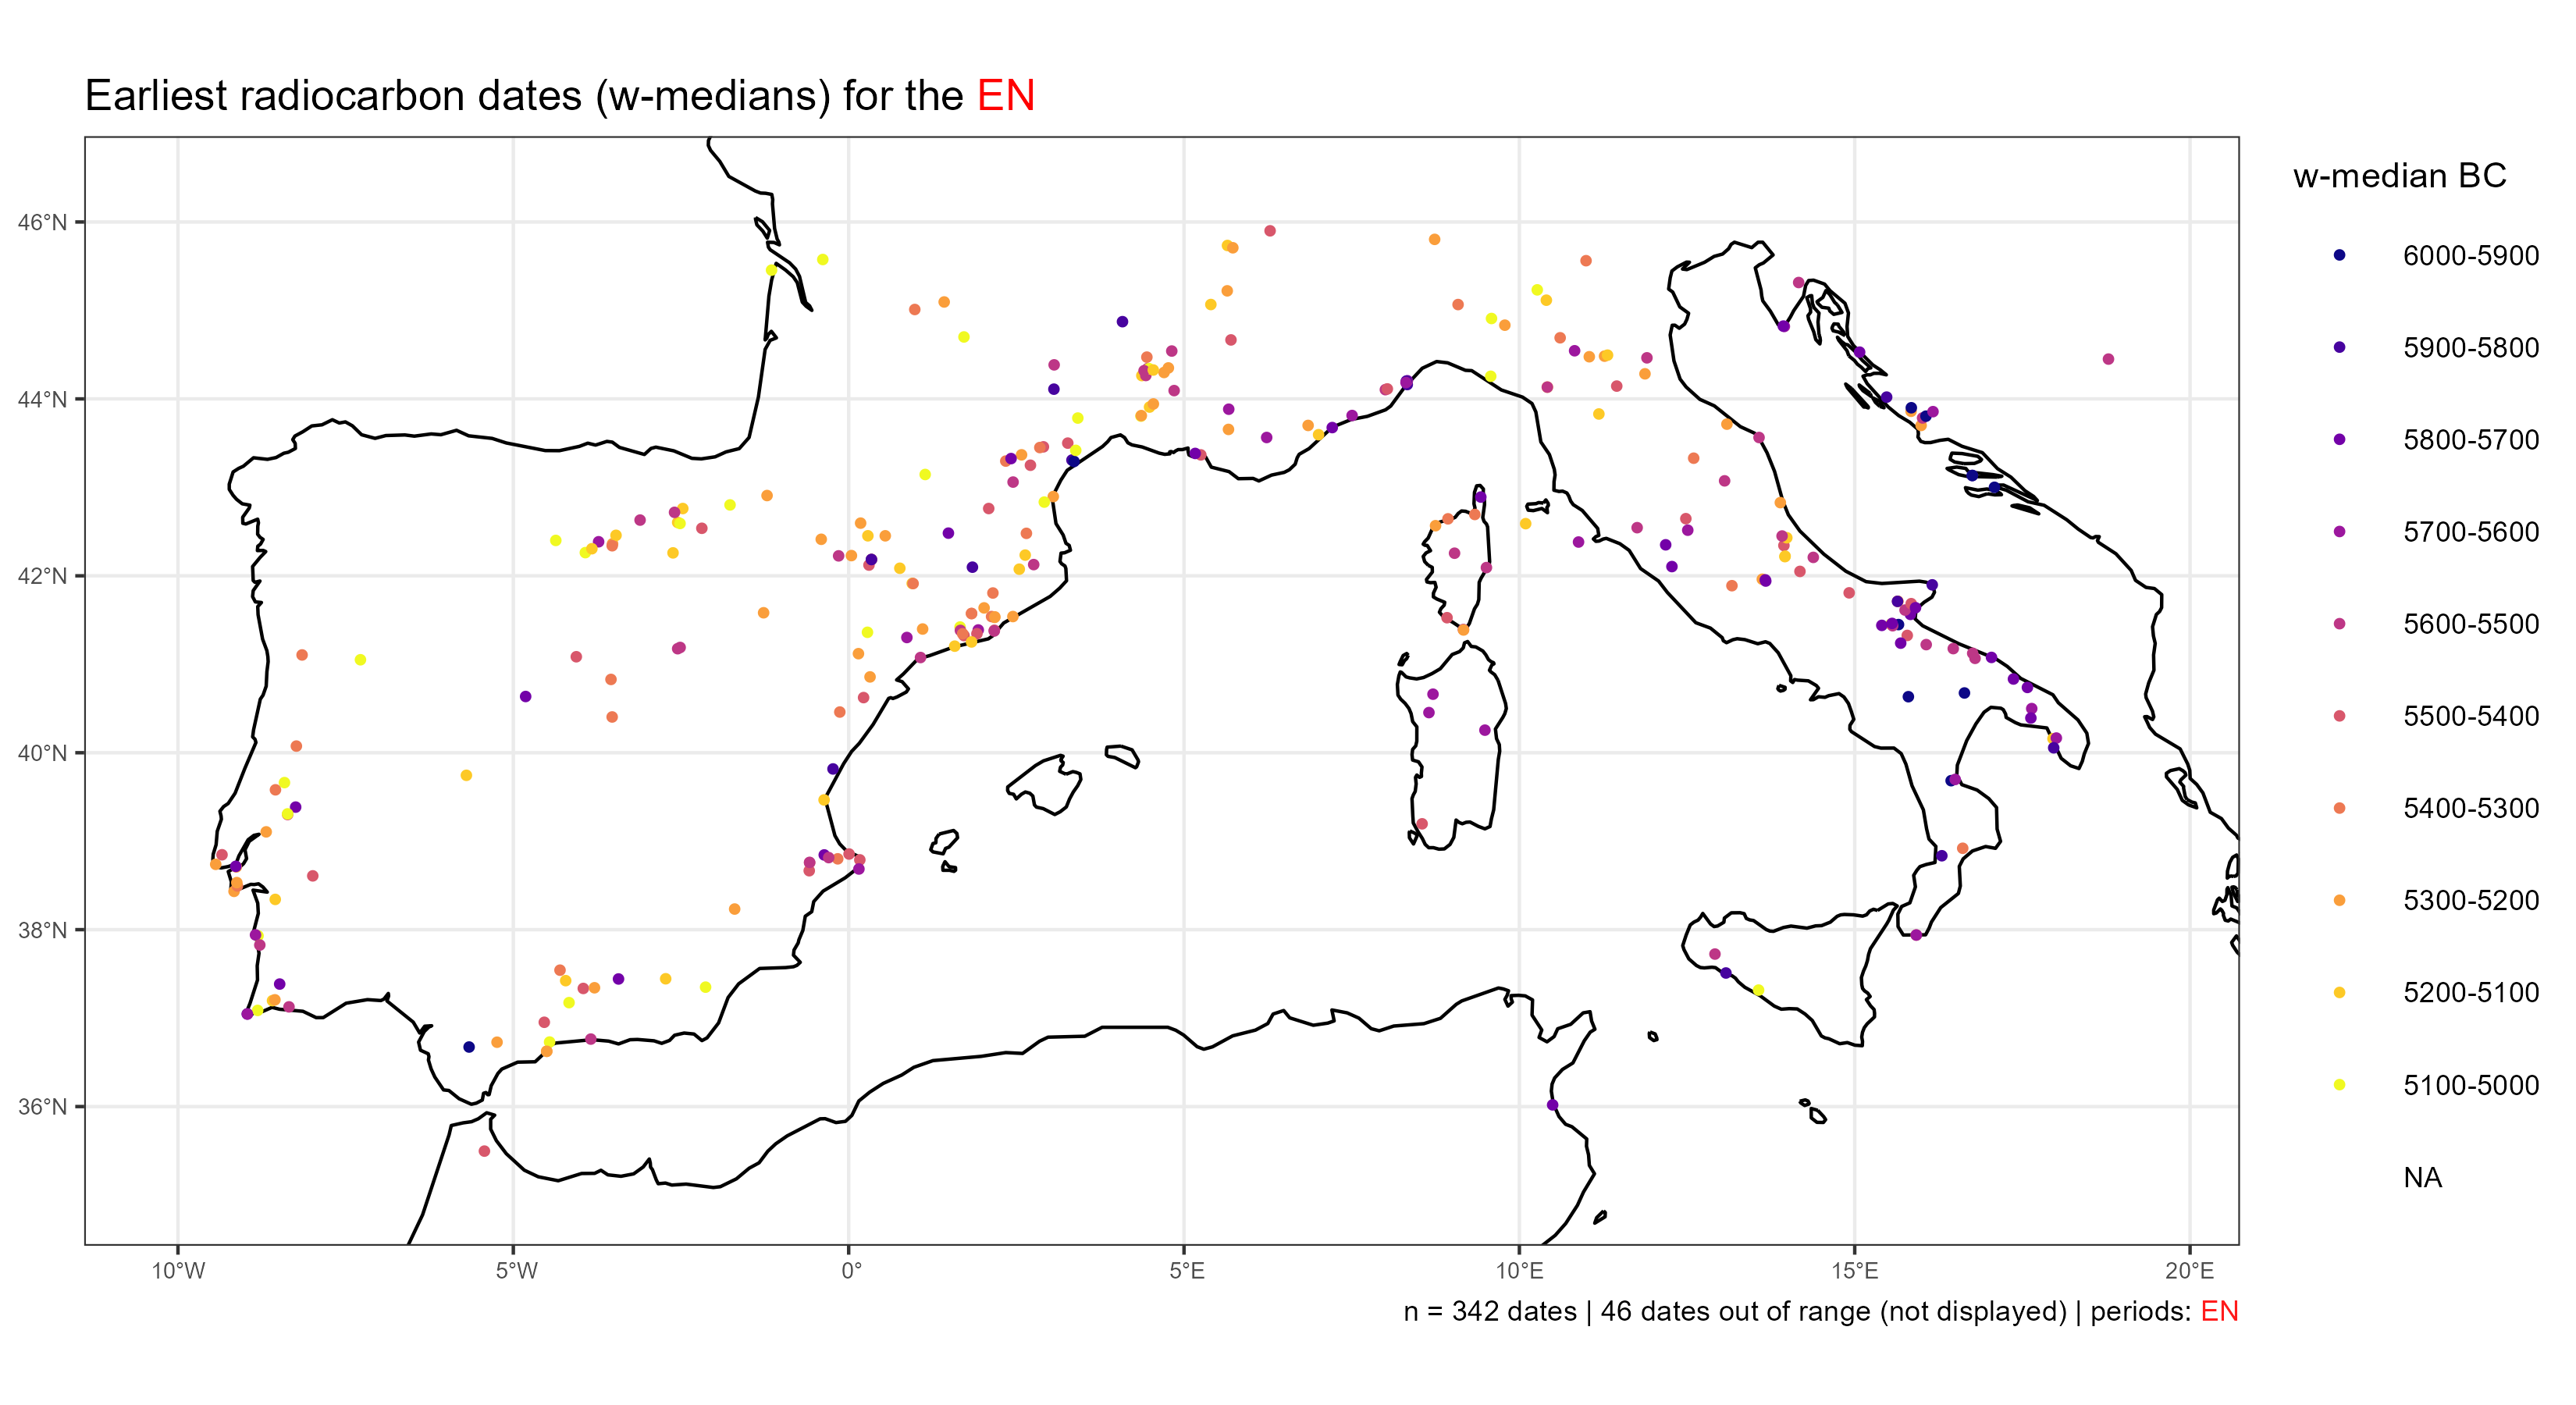 Earliest radiocarbon dates (w-medians) for the EN
w-median BC
6000-5900
5900-5800
5800-5700
5700-5600
5600-5500
5500-5400
5400-5300
5300-5200
5200-5100
5100-5000
NA
46°N
44°N
42°N
40°N
38°N
36°N
10°W
5°W
0°
5°E
10°E
15°E
20°E
n = 342 dates | 46 dates out of range (not displayed) | periods: EN